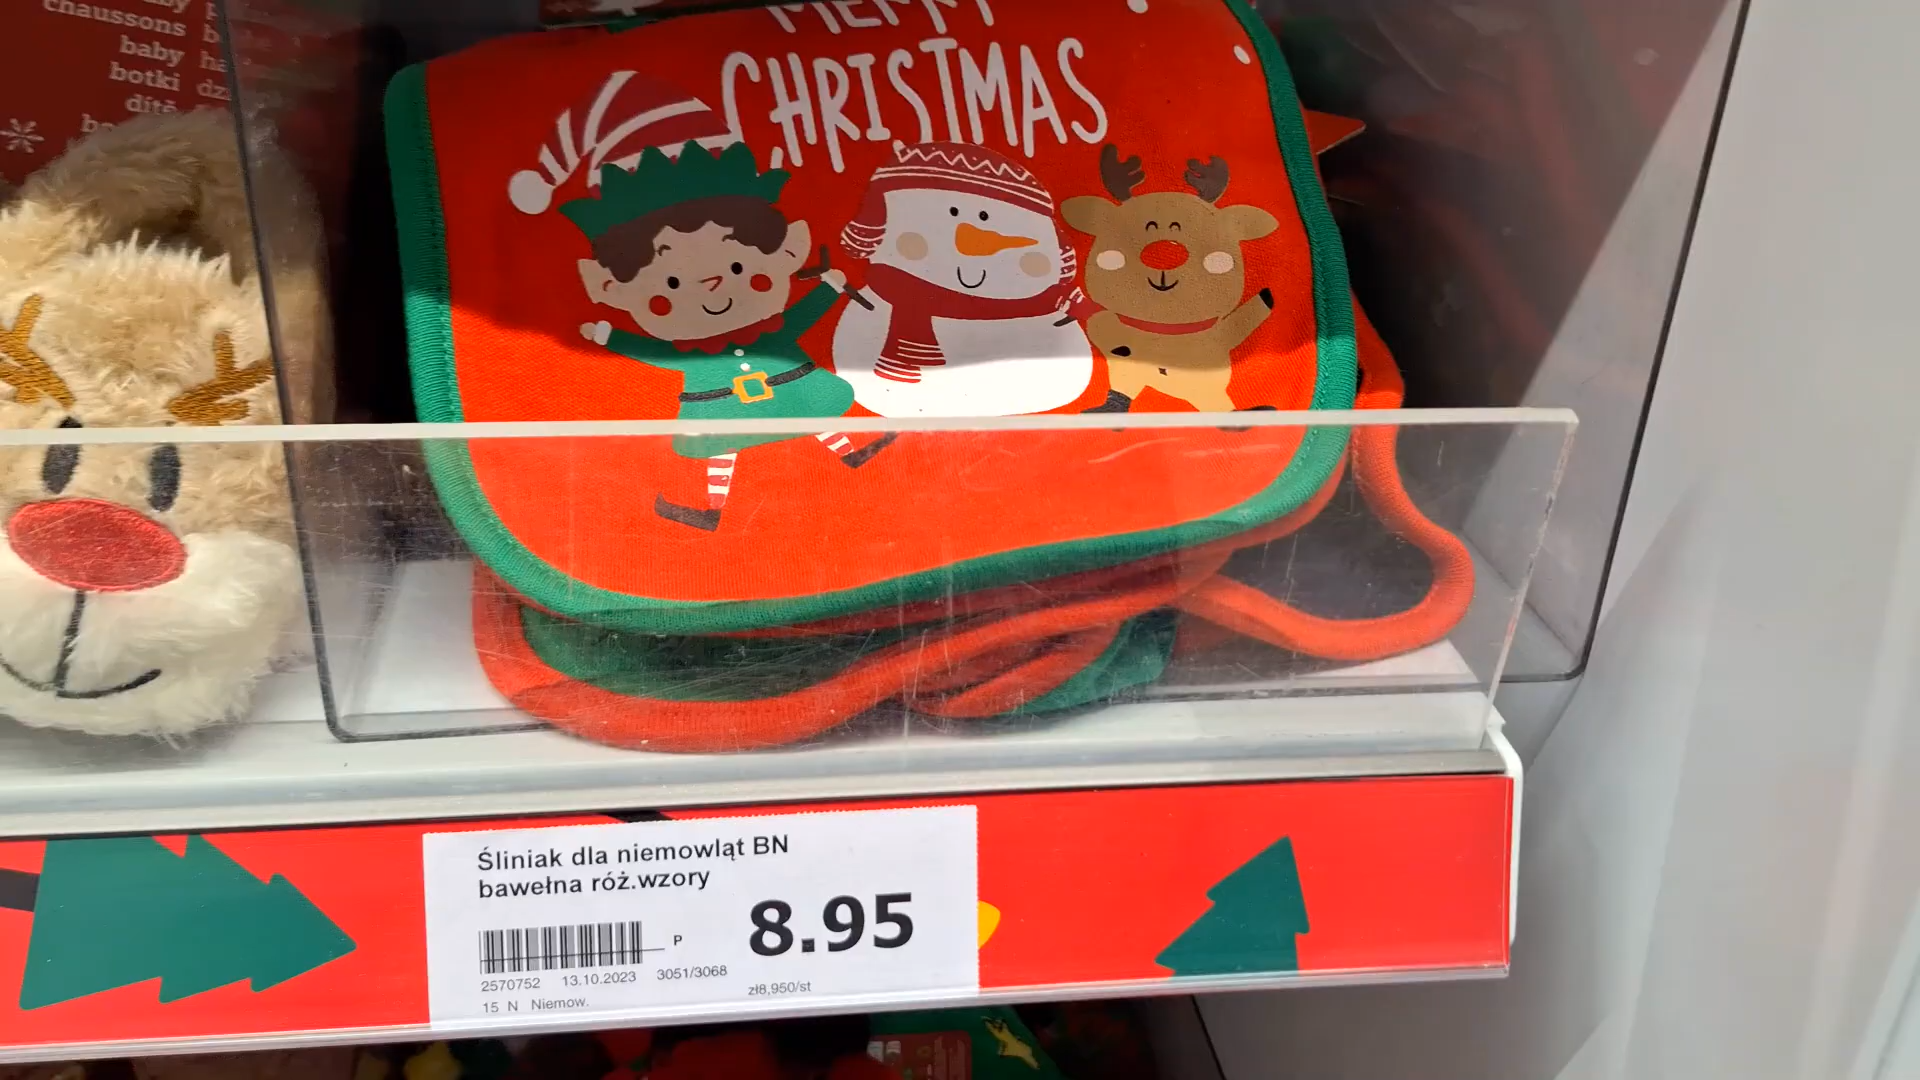 chaussons
baby
botki
dítě
MERRY
CHRISTMAS
Śliniak dla niemowląt BN
bawełna róż.wzory
P
8.95
2570752 13.10.2023 3051/3068
zł8,950/st
15 N Niemow.